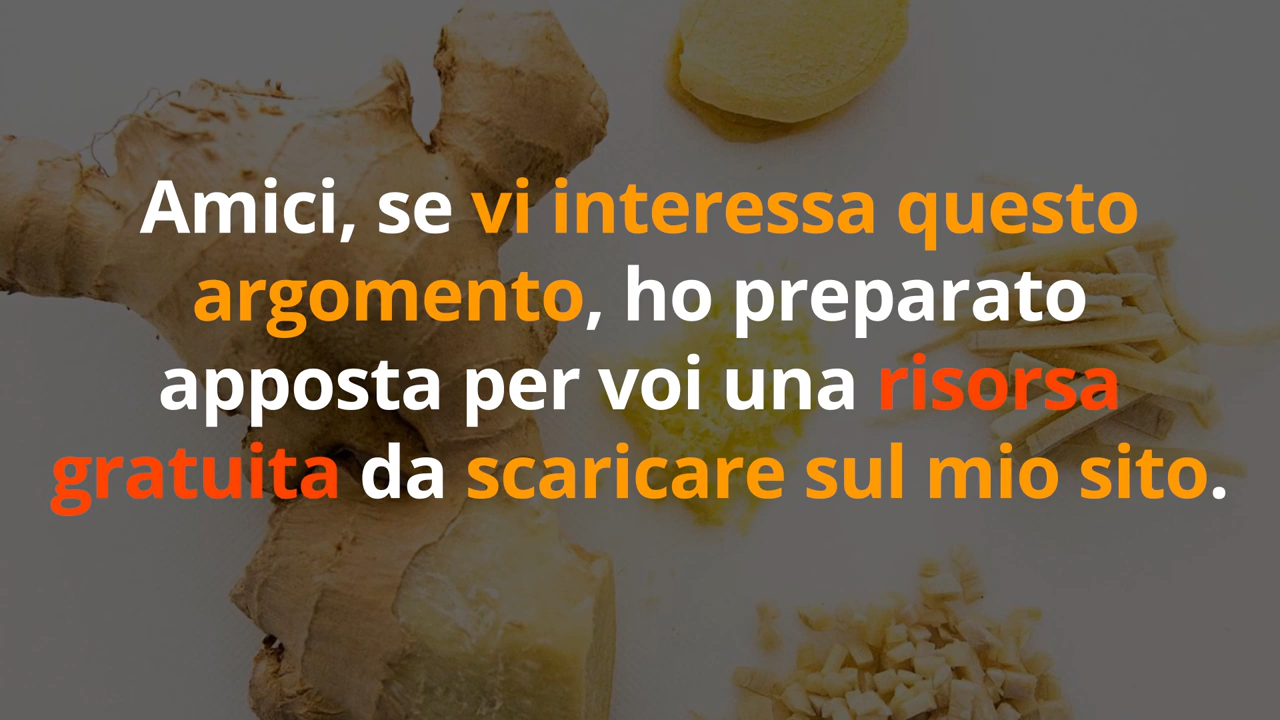 Amici, se vi interessa questo
argomento, ho preparato
apposta per voi una risorsa
gratuita da scaricare sul mio sito.